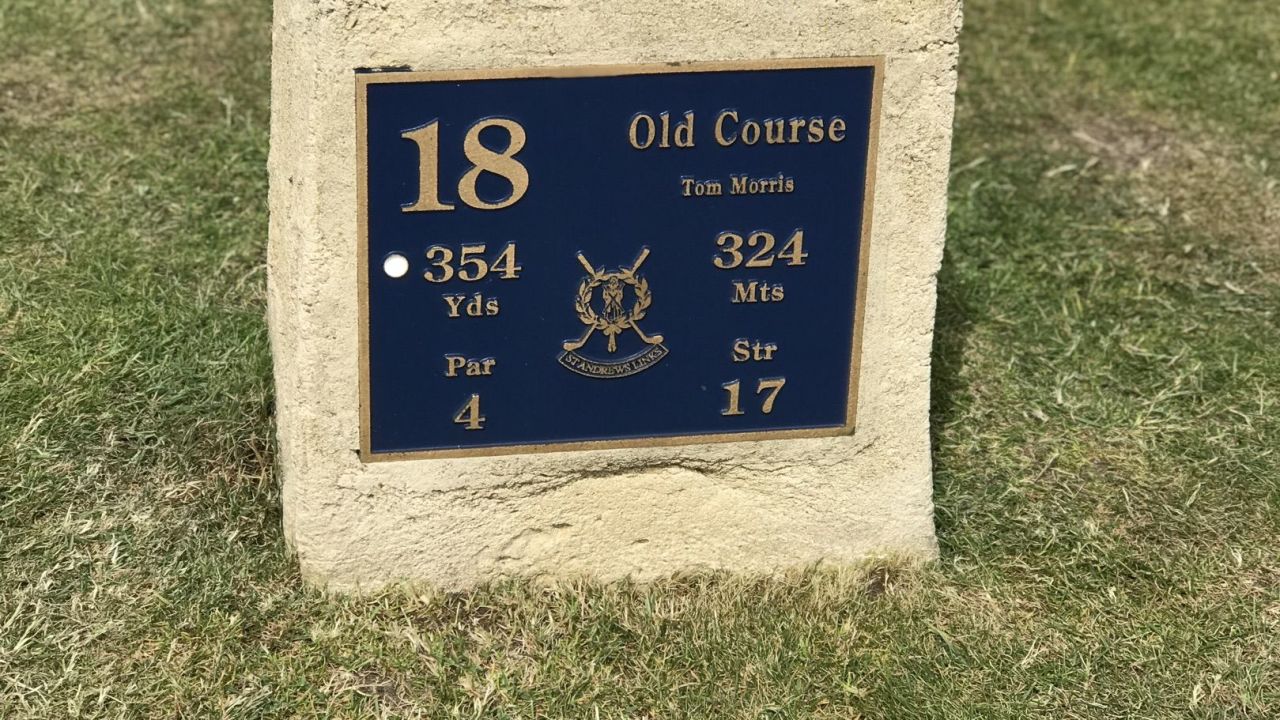 18
Old Course
Tom Morris
354
Yds
324
Mts
Par
4
Str
17
ST ANDREWS LINKS